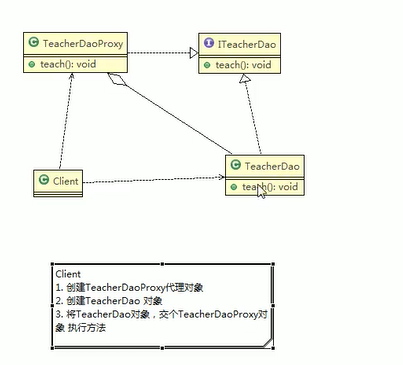 TeacherDaoProxy
teach(): void
ITeacherDao
teach(): void
Client
TeacherDao
teach(): void
Client
1. 创建TeacherDaoProxy代理对象
2. 创建TeacherDao 对象
3. 将TeacherDao对象，交个TeacherDaoProxy对
象 执行方法